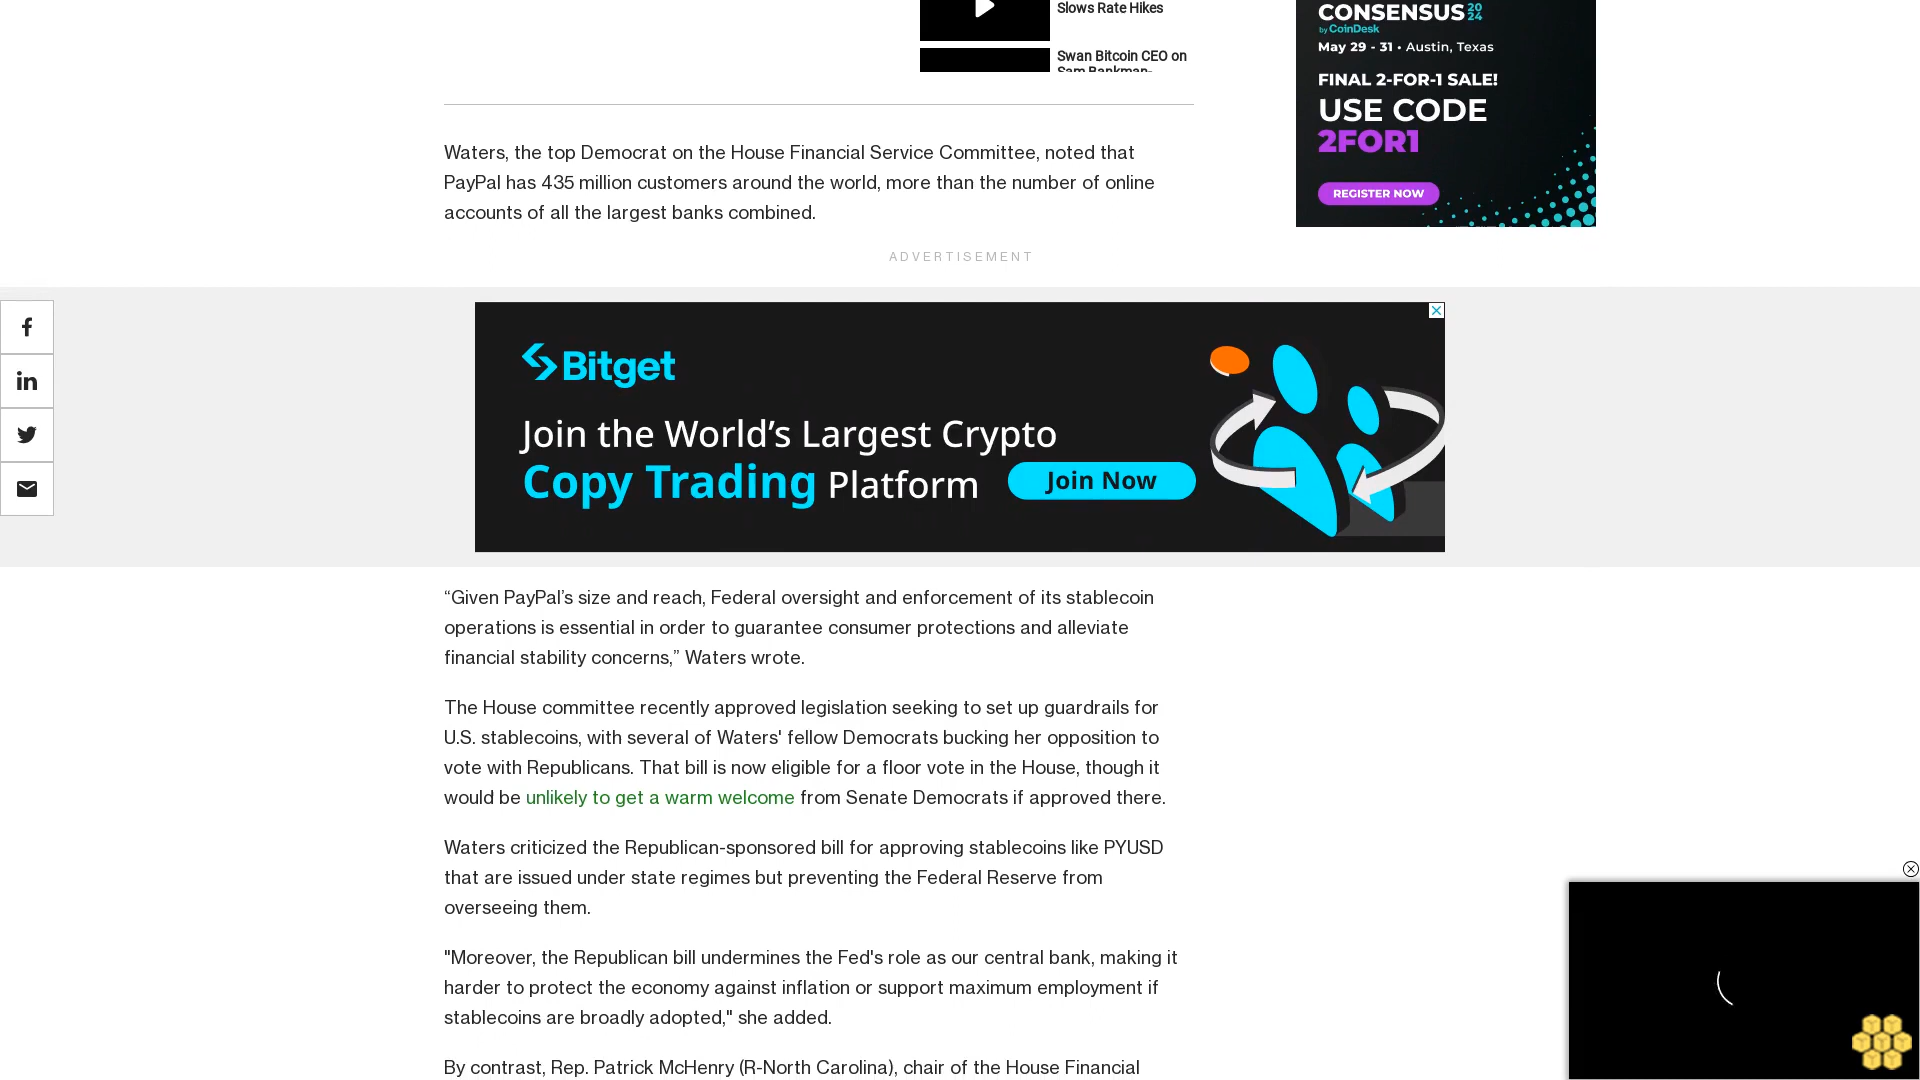 Slows Rate Hikes
Swan Bitcoin CEO on
Sam Bankman-
CONSENSUS 2024
by CoinDesk
May 29 - 31 • Austin, Texas
FINAL 2-FOR-1 SALE!
USE CODE
2FOR1
REGISTER NOW
Waters, the top Democrat on the House Financial Service Committee, noted that
PayPal has 435 million customers around the world, more than the number of online
accounts of all the largest banks combined.
ADVERTISEMENT
Bitget
Join the World’s Largest Crypto
Copy Trading Platform
Join Now
“Given PayPal’s size and reach, Federal oversight and enforcement of its stablecoin
operations is essential in order to guarantee consumer protections and alleviate
financial stability concerns,” Waters wrote.
The House committee recently approved legislation seeking to set up guardrails for
U.S. stablecoins, with several of Waters' fellow Democrats bucking her opposition to
vote with Republicans. That bill is now eligible for a floor vote in the House, though it
would be unlikely to get a warm welcome from Senate Democrats if approved there.
Waters criticized the Republican-sponsored bill for approving stablecoins like PYUSD
that are issued under state regimes but preventing the Federal Reserve from
overseeing them.
"Moreover, the Republican bill undermines the Fed's role as our central bank, making it
harder to protect the economy against inflation or support maximum employment if
stablecoins are broadly adopted," she added.
By contrast, Rep. Patrick McHenry (R-North Carolina), chair of the House Financial